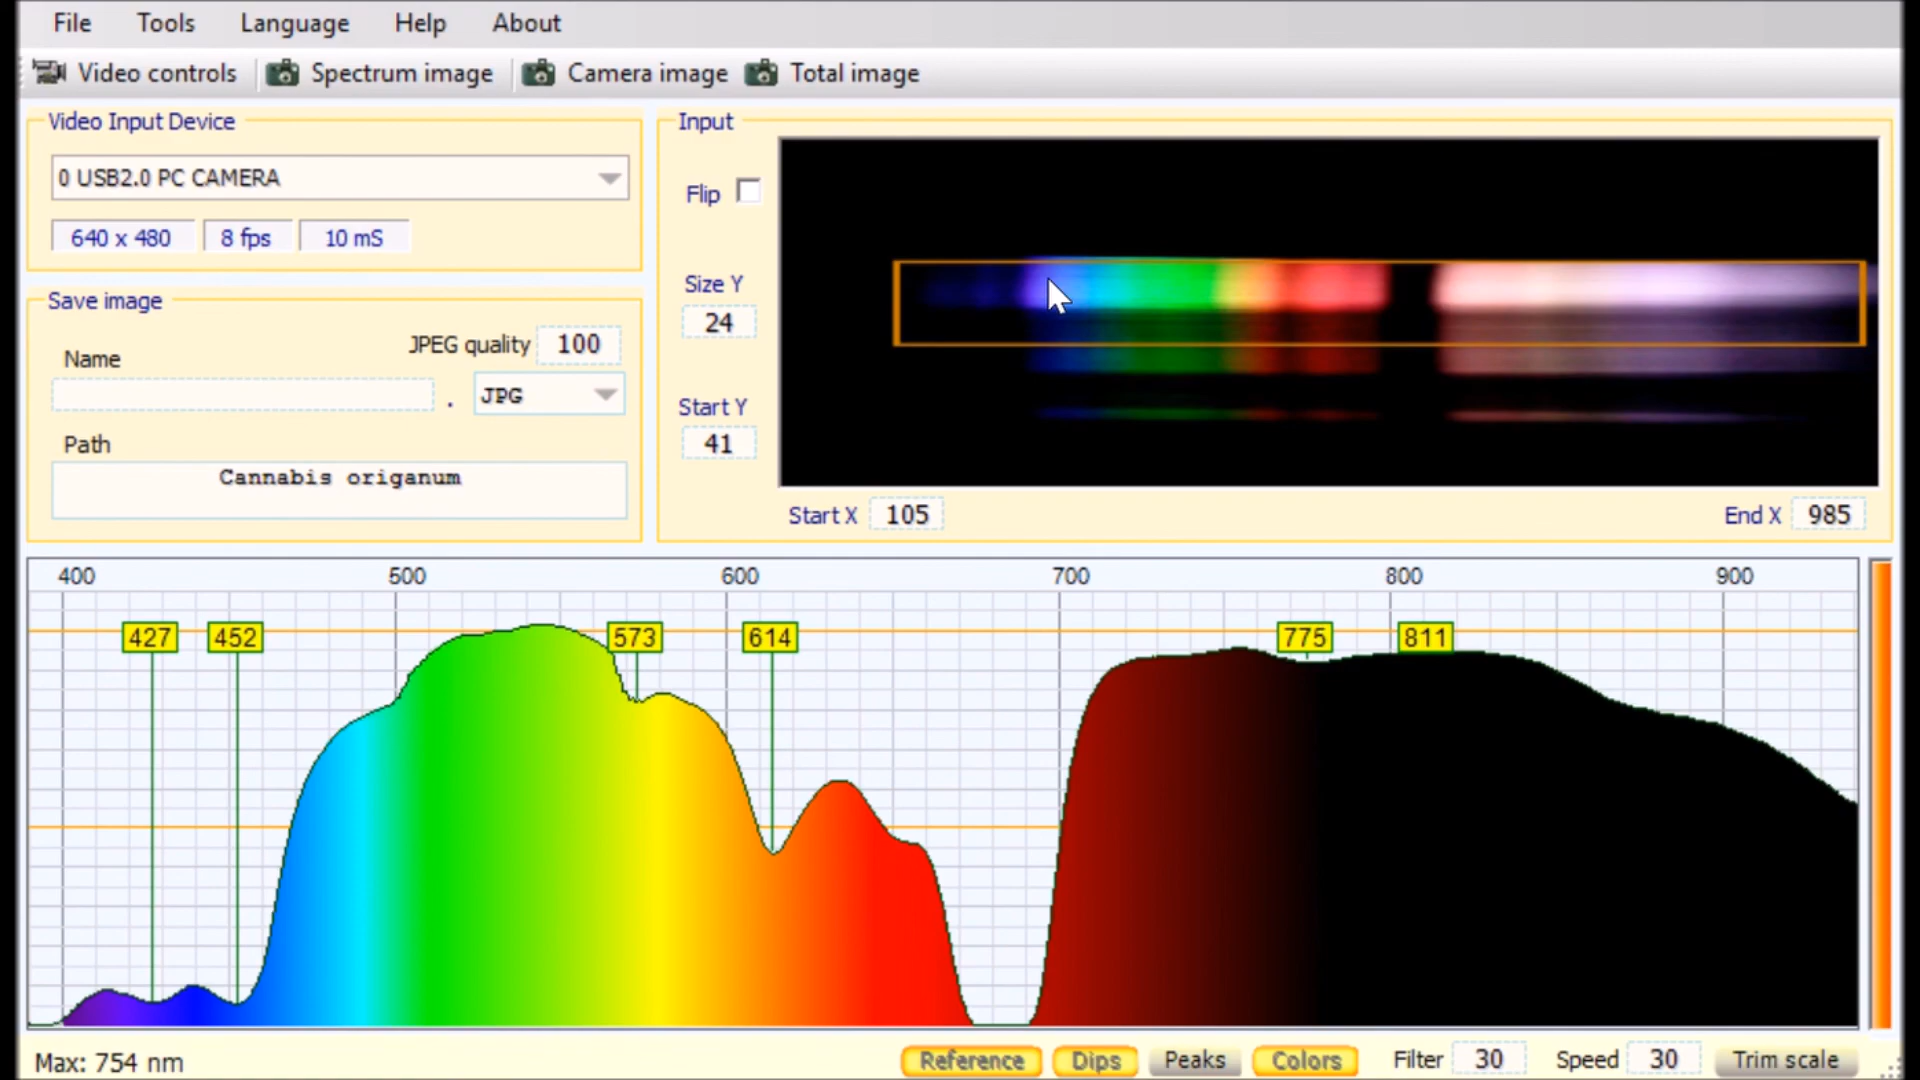 File Tools Language Help About
Video controls Spectrum image Camera image Total image
Video Input Device
0 USB2.0 PC CAMERA
640 x 480 8 fps 10 mS
Save image
JPEG quality 100
Name
. JPG
Path
Cannabis origanum
Input
Flip
Size Y
24
Start Y
41
Start X 105 End X 985
400 500 600 700 800 900
427 452 573 614 775 811
Max: 754 nm Reference Dips Peaks Colors Filter 30 Speed 30 Trim scale